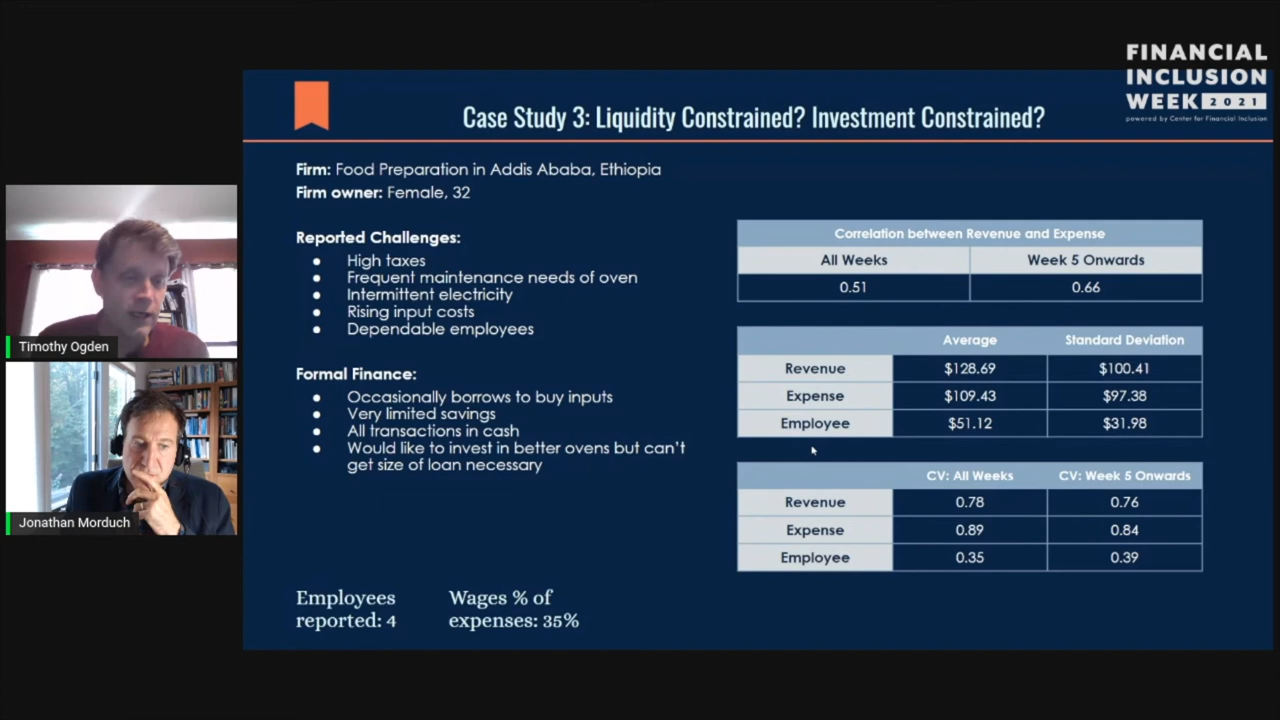 FINANCIAL
INCLUSION
WEEK 2021
powered by Center for Financial Inclusion
Case Study 3: Liquidity Constrained? Investment Constrained?
Firm: Food Preparation in Addis Ababa, Ethiopia
Firm owner: Female, 32
Reported Challenges:
● High taxes
● Frequent maintenance needs of oven
● Intermittent electricity
● Rising input costs
● Dependable employees
Formal Finance:
● Occasionally borrows to buy inputs
● Very limited savings
● All transactions in cash
● Would like to invest in better ovens but can't
get size of loan necessary
Employees
reported: 4
Wages % of
expenses: 35%
Correlation between Revenue and Expense
All Weeks Week 5 Onwards
0.51 0.66
Average Standard Deviation
Revenue $128.69 $100.41
Expense $109.43 $97.38
Employee $51.12 $31.98
CV: All Weeks CV: Week 5 Onwards
Revenue 0.78 0.76
Expense 0.89 0.84
Employee 0.35 0.39
Timothy Ogden
Jonathan Morduch